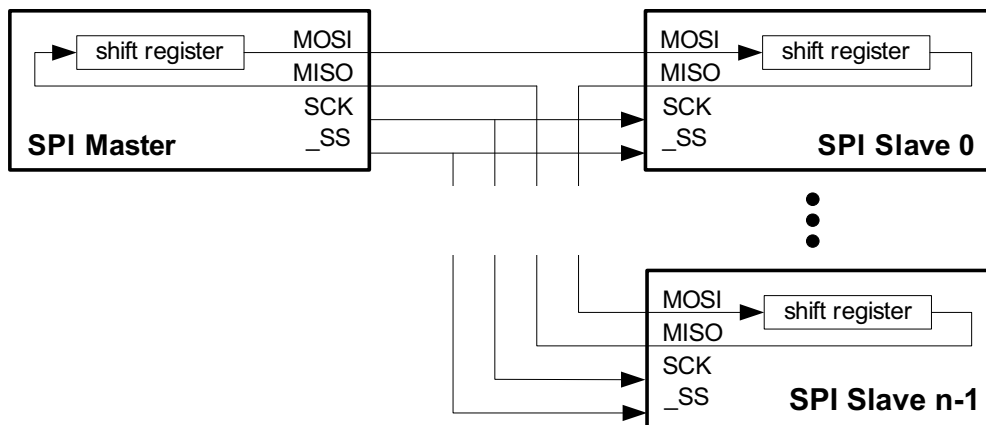 shift register
MOSI
MISO
SCK
_SS
SPI Master
MOSI
MISO
SCK
_SS
shift register
SPI Slave 0
MOSI
MISO
SCK
_SS
shift register
SPI Slave n-1